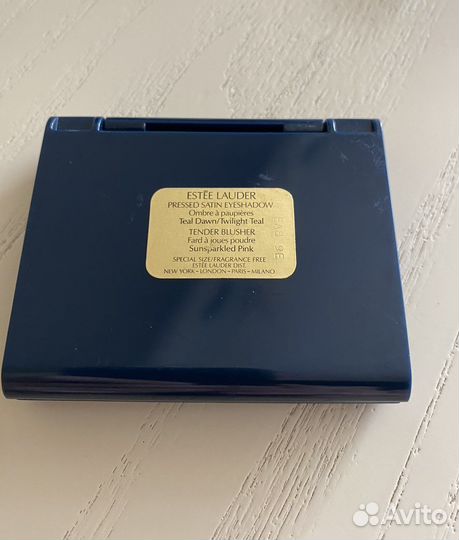 ESTĒE LAUDER
PRESSED SATIN EYESHADOW
Ombre à paupières
Teal Dawn/Twilight Teal
TENDER BLUSHER
Fard à joues poudre
Sunsparkled Pink
SPECIAL SIZE/FRAGRANCE FREE
ESTĒE LAUDER DIST.
NEW YORK–LONDON–PARIS–MILANO
Avito